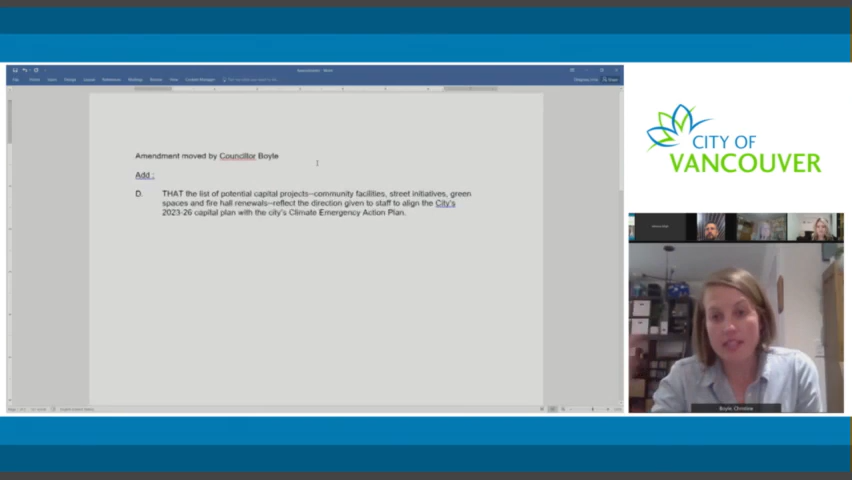 Amendment moved by Councilltor Boyle
Add :
D. THAT the list of potential capital projects--community facilities, street initiatives, green
spaces and fire hall renewals--reflect the direction given to staff to align the City's
2023-26 capital plan with the city's Climate Emergency Action Plan.
CITY OF
VANCOUVER
Boyle, Christine